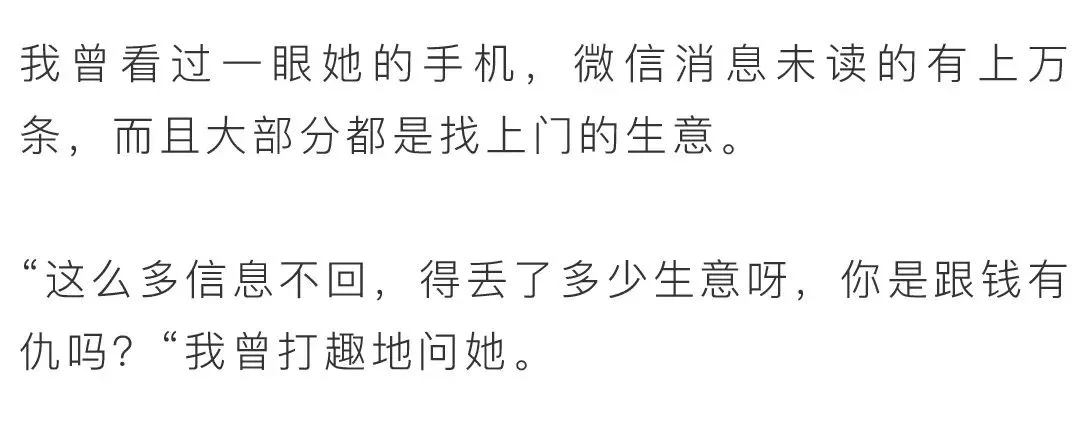 我曾看过一眼她的手机，微信消息未读的有上万
条，而且大部分都是找上门的生意。
“这么多信息不回，得丢了多少生意呀，你是跟钱有
仇吗？“我曾打趣地问她。